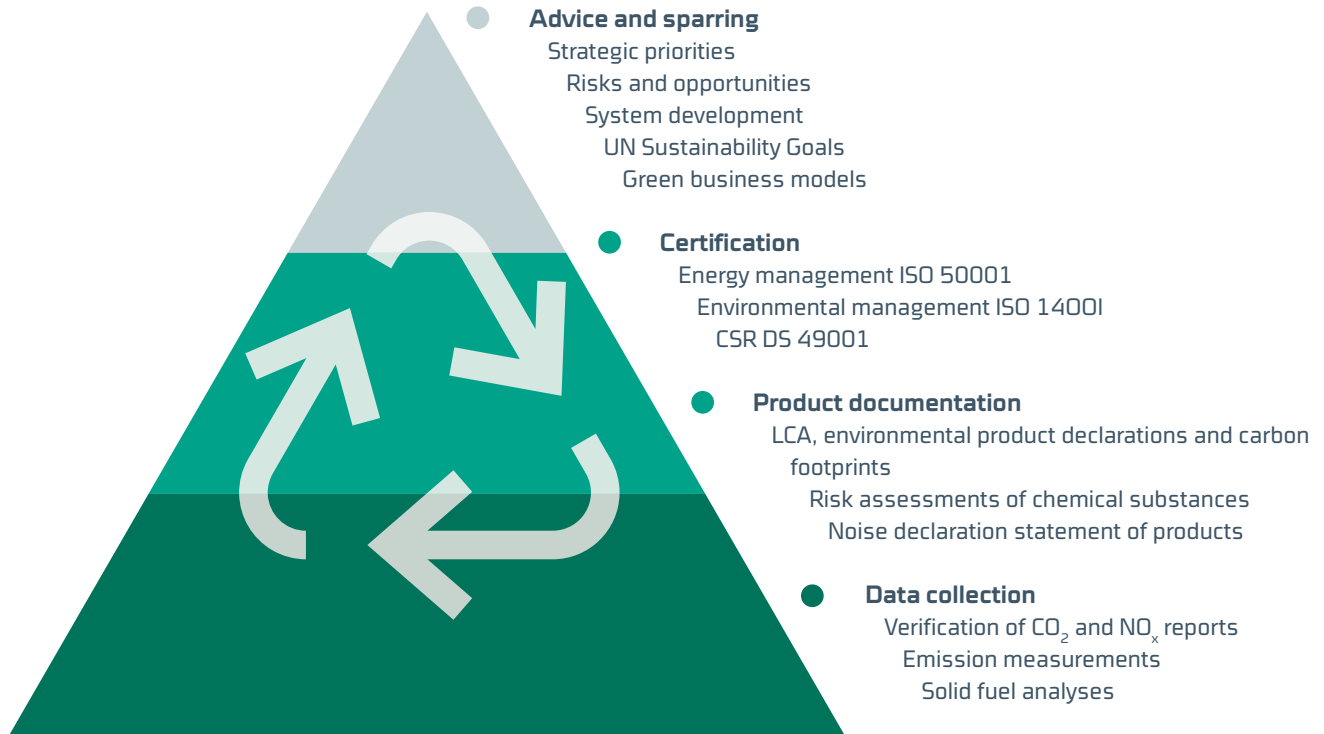 Advice and sparring
Strategic priorities
Risks and opportunities
System development
UN Sustainability Goals
Green business models
Certification
Energy management ISO 50001
Environmental management ISO 1400I
CSR DS 49001
Product documentation
LCA, environmental product declarations and carbon
footprints
Risk assessments of chemical substances
Noise declaration statement of products
Data collection
Verification of CO₂ and NOₓ reports
Emission measurements
Solid fuel analyses